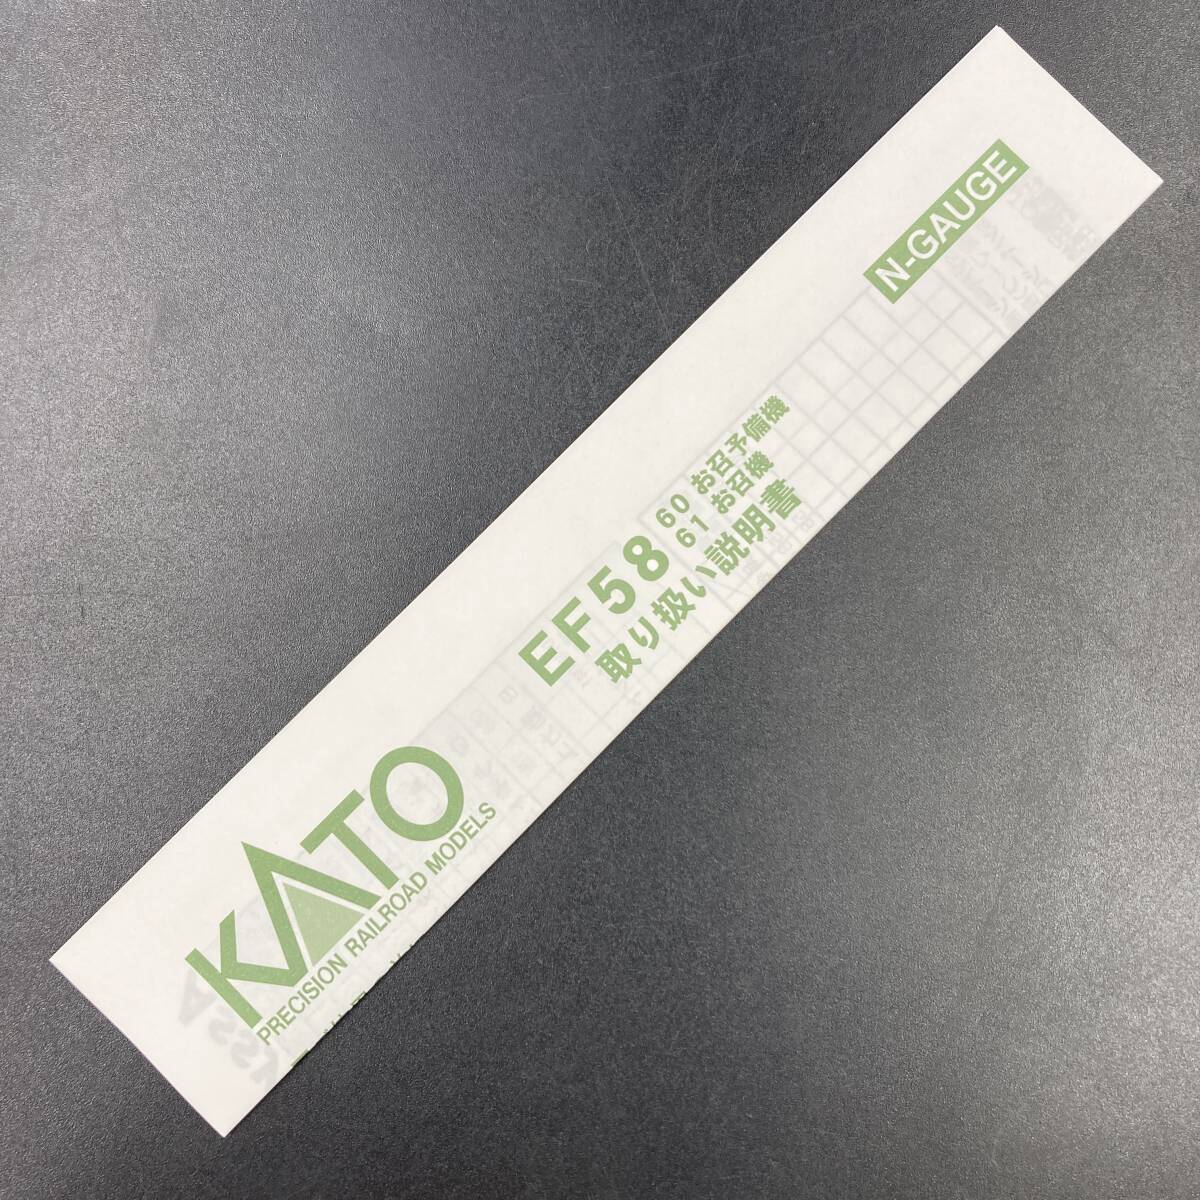 KATO
PRECISION RAILROAD MODELS
EF58
60 お召予備機
61 お召機
取り扱い説明書
N-GAUGE